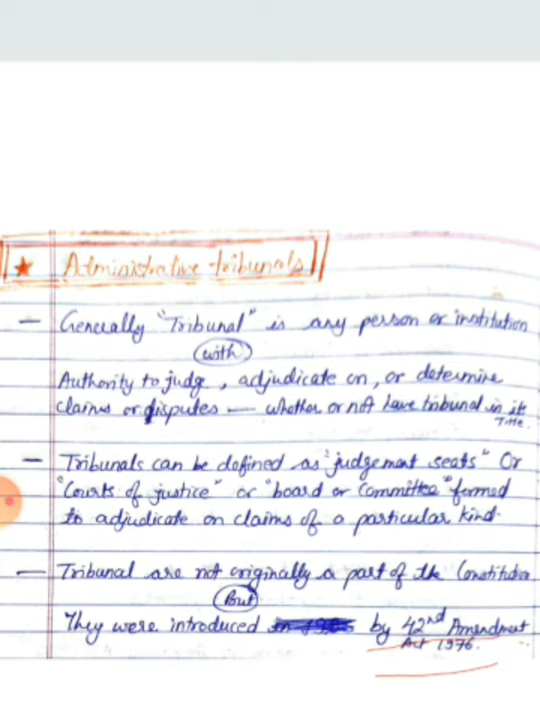 ★ Administrative tribunals
— Generally "Tribunal" is any person or institution
(with)
Authority to judge, adjudicate on, or determine
claims or disputes — whether or not have tribunal in its
Title.
— Tribunals can be defined as "judgement seats" Or
"Courts of justice" or "board or Committee" formed
to adjudicate on claims of a particular kind.
— Tribunal are not originally a part of the Constitution
(But)
They were introduced by 42nd Amendment
Act 1976.